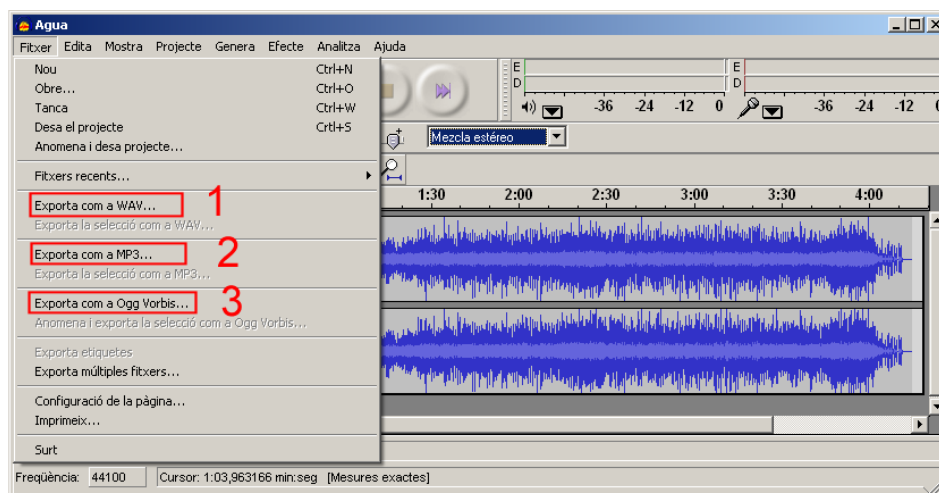 Agua
Fitxer Edita Mostra Projecte Genera Efecte Analitza Ajuda
Nou Ctrl+N
Obre... Ctrl+O
Tanca Ctrl+W
Desa el projecte Crtl+S
Anomena i desa projecte...
Fitxers recents...
Exporta com a WAV... 1
Exporta la selecció com a WAV...
Exporta com a MP3... 2
Exporta la selecció com a MP3...
Exporta com a Ogg Vorbis... 3
Anomena i exporta la selecció com a Ogg Vorbis...
Exporta etiquetes
Exporta múltiples fitxers...
Configuració de la pàgina...
Imprimeix...
Surt
E E
D D
-36 -24 -12 0 -36 -24 -12 0
Mezcla estéreo
1:30 2:00 2:30 3:00 3:30 4:00
Freqüència: 44100 Cursor: 1:03,963166 min:seg [Mesures exactes]